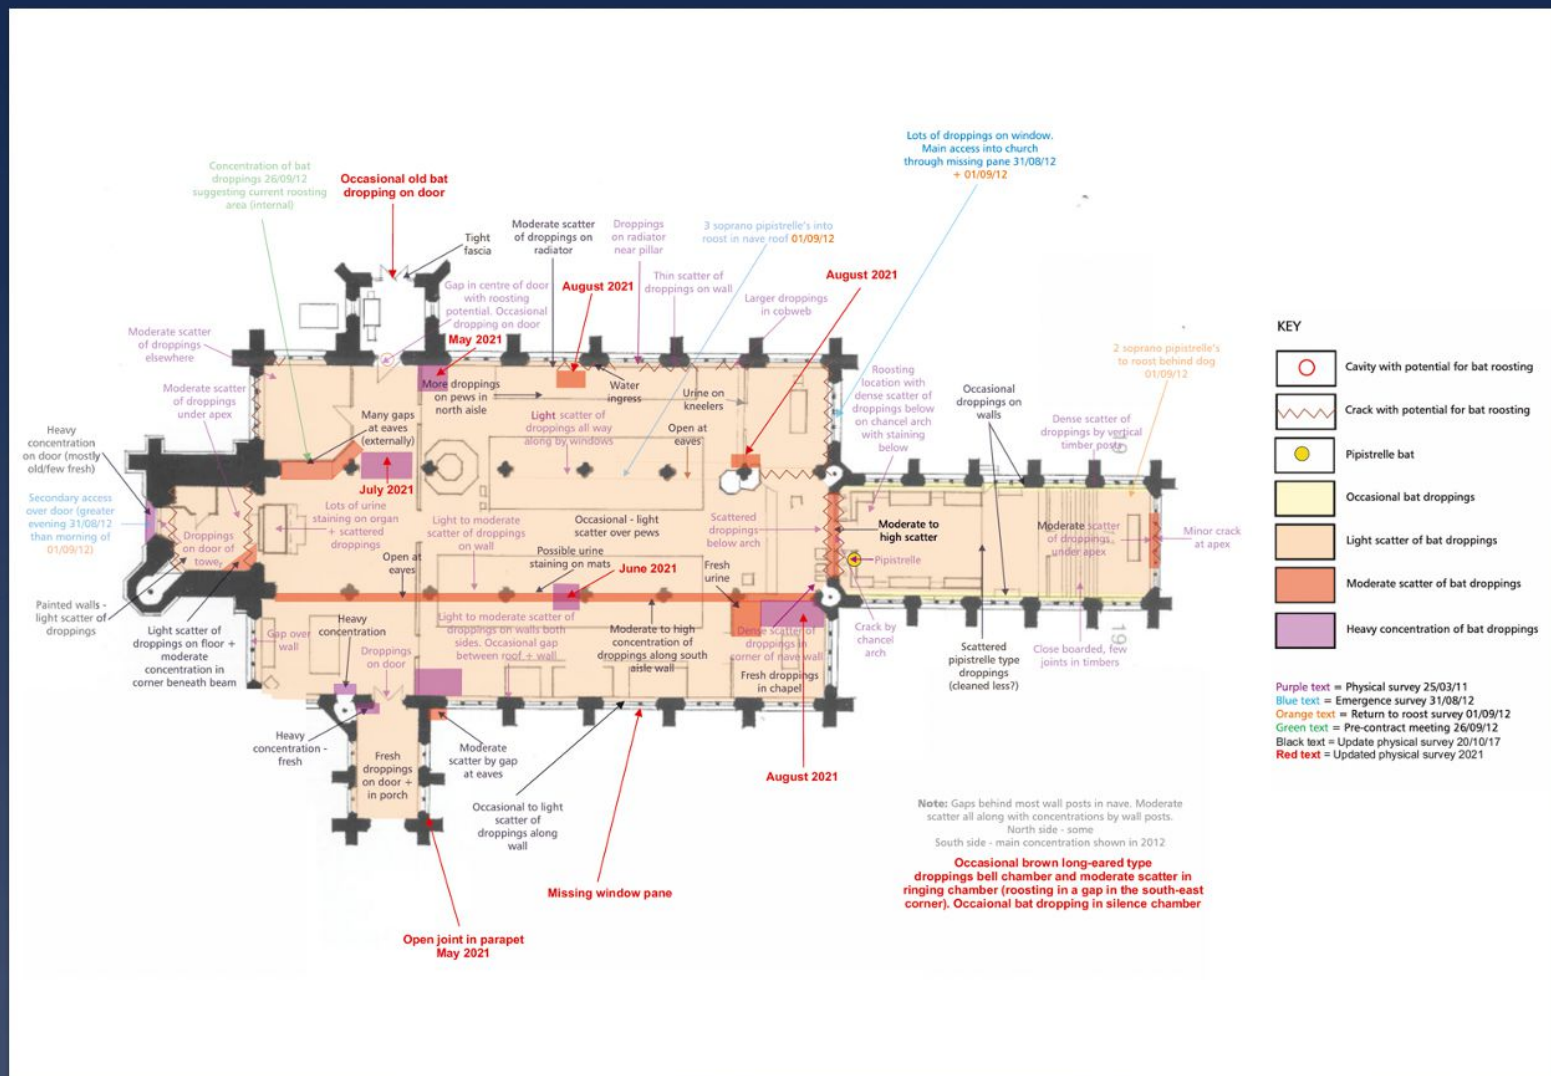 Lots of droppings on window.
Main access into church
through missing pane 31/08/12
+ 01/09/12
Concentration of bat
droppings 26/09/12
suggesting current roosting
area (internal)
Occasional old bat
dropping on door
Tight
fascia
Moderate scatter
of droppings on
radiator
Droppings
on radiator
near pillar
3 soprano pipistrelle's into
roost in nave roof 01/09/12
Thin scatter of
droppings on wall
August 2021
Larger droppings
in cobweb
Gap in centre of door
with roosting
potential. Occasional
dropping on door
August 2021
May 2021
Moderate scatter
of droppings
elsewhere
Moderate scatter
of droppings
under apex
More droppings
on pews in
north aisle
Water
ingress
Urine on
kneelers
Roosting
location with
dense scatter of
droppings below
on chancel arch
with staining
below
Occasional
droppings on
walls
2 soprano pipistrelle's
to roost behind dog
01/09/12
Dense scatter of
droppings by vertical
timber posts
19
Heavy
concentration
on door (mostly
old/few fresh)
Many gaps
at eaves
(externally)
Light scatter of
droppings all way
along by windows
Open at
eaves
August 2021
July 2021
Secondary access
over door (greater
evening 31/08/12
than morning of
01/09/12)
Droppings
on door of
tower
Lots of urine
staining on organ
+ scattered
droppings
Light to moderate
scatter of droppings
on wall
Occasional - light
scatter over pews
Scattered
droppings
below arch
Moderate to
high scatter
Moderate scatter
of droppings
under apex
Minor crack
at apex
Open at
eaves
Possible urine
staining on mats
June 2021
Fresh
urine
Pipistrelle
Painted walls -
light scatter of
droppings
Light scatter of
droppings on floor +
moderate
concentration in
corner beneath beam
Gap over
wall
Heavy
concentration
Droppings
on door
Light to moderate scatter of
droppings on walls both
sides. Occasional gap
between roof + wall
Moderate to high
concentration of
droppings along south
aisle wall
Dense scatter of
droppings in
corner of nave wall
Fresh droppings
in chapel
Crack by
chancel
arch
Scattered
pipistrelle type
droppings
(cleaned less?)
Close boarded, few
joints in timbers
19
Heavy
concentration -
fresh
Fresh
droppings
on door +
in porch
Moderate
scatter by gap
at eaves
Occasional to light
scatter of
droppings along
wall
August 2021
Missing window pane
Open joint in parapet
May 2021
Note: Gaps behind most wall posts in nave. Moderate
scatter all along with concentrations by wall posts.
North side - some
South side - main concentration shown in 2012
Occasional brown long-eared type
droppings bell chamber and moderate scatter in
ringing chamber (roosting in a gap in the south-east
corner). Occaional bat dropping in silence chamber
KEY
Cavity with potential for bat roosting
Crack with potential for bat roosting
Pipistrelle bat
Occasional bat droppings
Light scatter of bat droppings
Moderate scatter of bat droppings
Heavy concentration of bat droppings
Purple text = Physical survey 25/03/11
Blue text = Emergence survey 31/08/12
Orange text = Return to roost survey 01/09/12
Green text = Pre-contract meeting 26/09/12
Black text = Update physical survey 20/10/17
Red text = Updated physical survey 2021